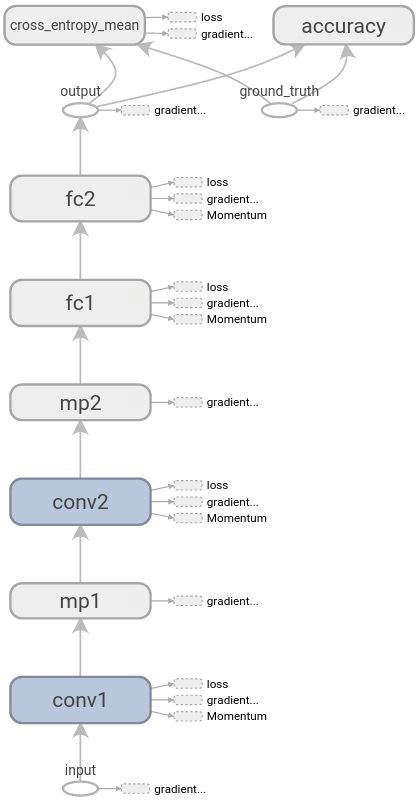 cross_entropy_mean
loss
gradient...
accuracy
output
gradient...
ground_truth
gradient...
fc2
loss
gradient...
Momentum
fc1
loss
gradient...
Momentum
mp2
gradient...
conv2
loss
gradient...
Momentum
mp1
gradient...
conv1
loss
gradient...
Momentum
input
gradient...